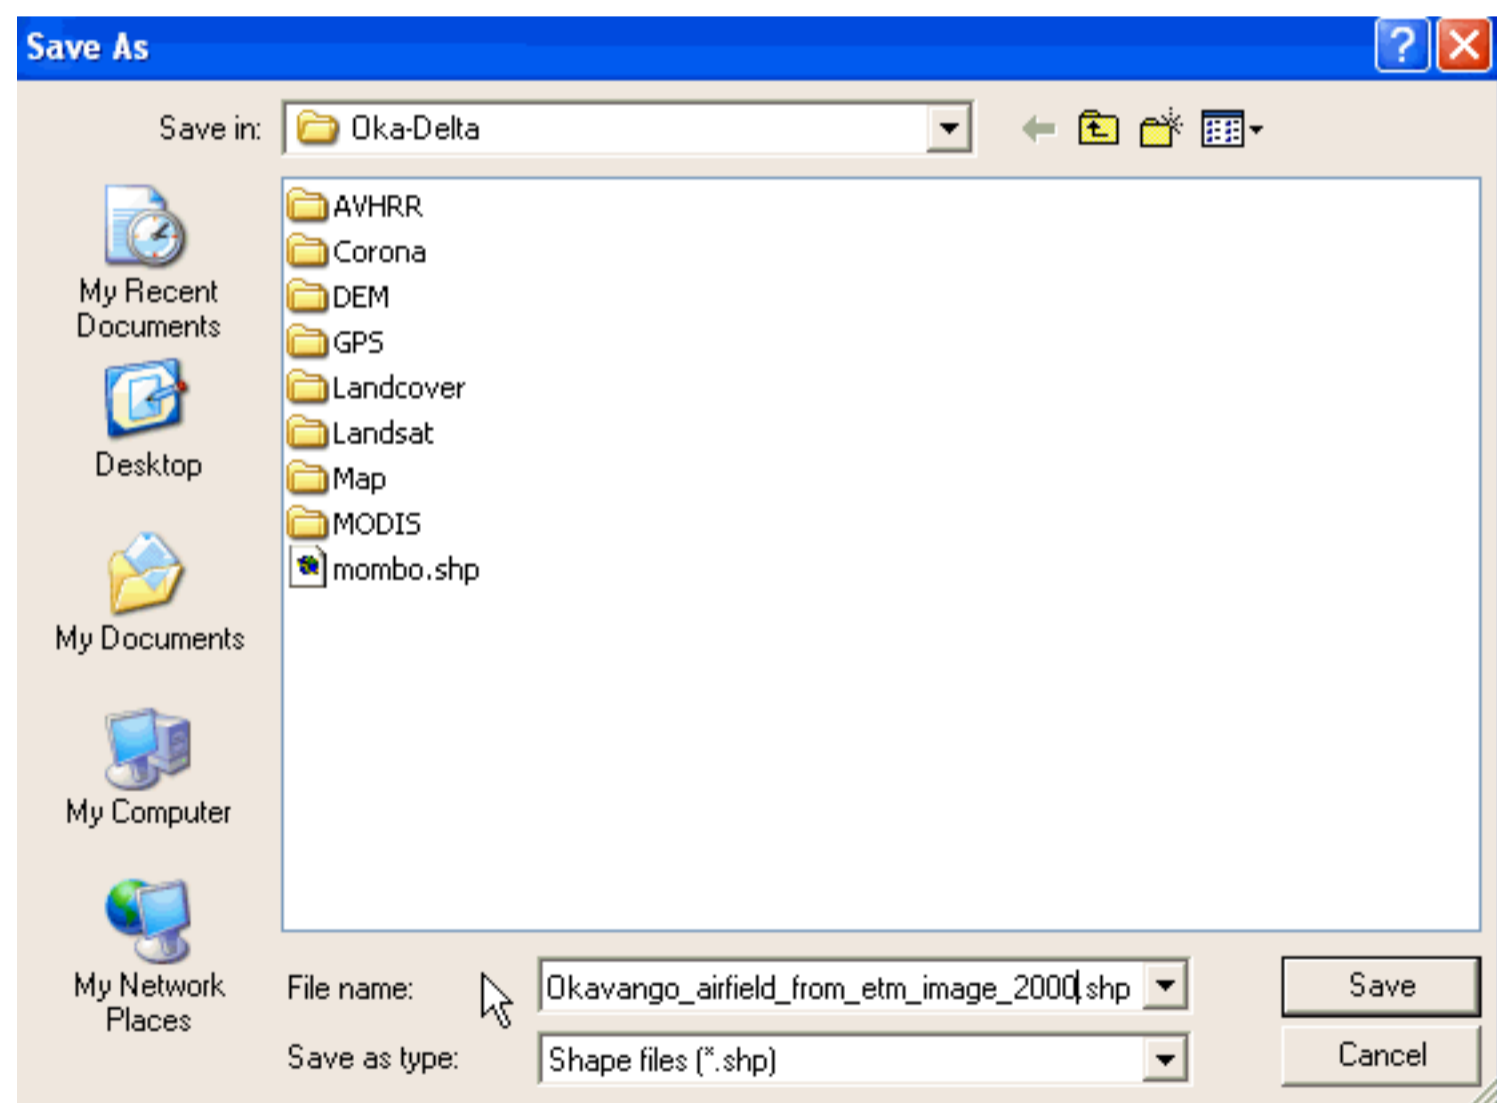 Save As
Save in:
Oka-Delta
My Recent
Documents
Desktop
My Documents
My Computer
My Network
Places
AVHRR
Corona
DEM
GPS
Landcover
Landsat
Map
MODIS
mombo.shp
File name:
Okavango_airfield_from_etm_image_2000.shp
Save
Save as type:
Shape files (*.shp)
Cancel